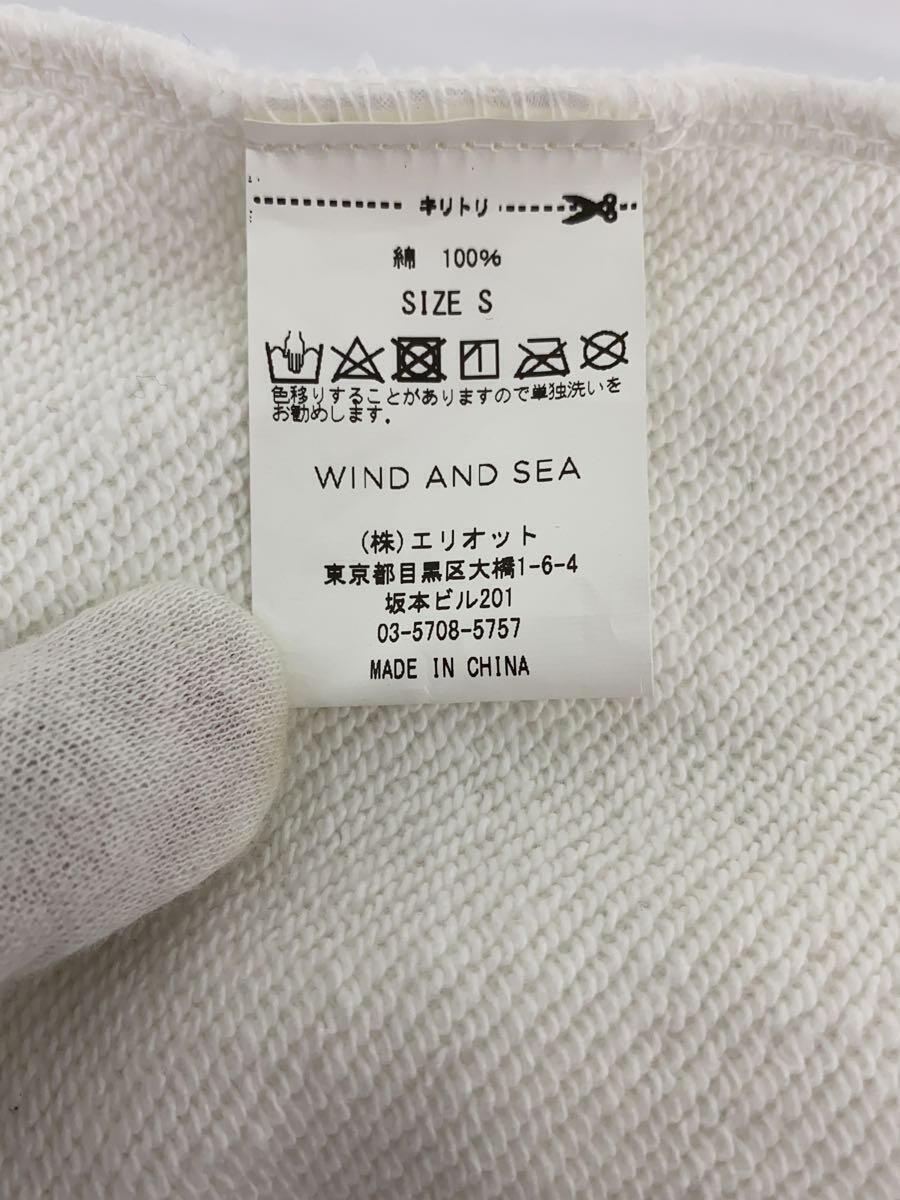 キリトリ
綿 100%
SIZE S
色移りすることがありますので単独洗いを
お勧めします.
WIND AND SEA
(株)エリオット
東京都目黒区大橋1-6-4
坂本ビル201
03-5708-5757
MADE IN CHINA